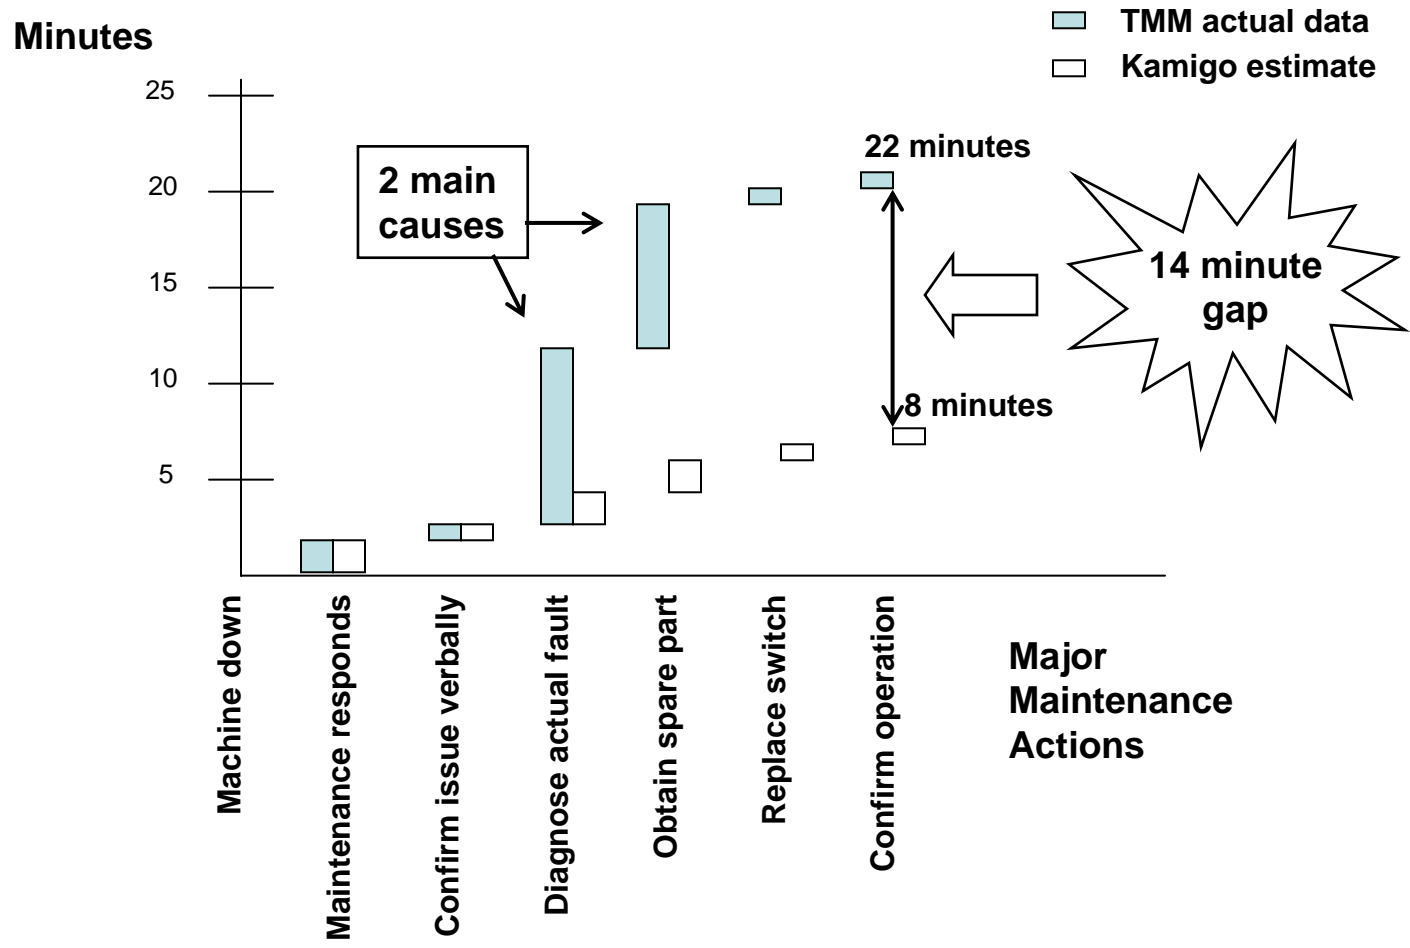 Minutes
TMM actual data
Kamigo estimate
25
20
15
10
5
2 main
causes
22 minutes
14 minute
gap
8 minutes
Machine down
Maintenance responds
Confirm issue verbally
Diagnose actual fault
Obtain spare part
Replace switch
Confirm operation
Major
Maintenance
Actions